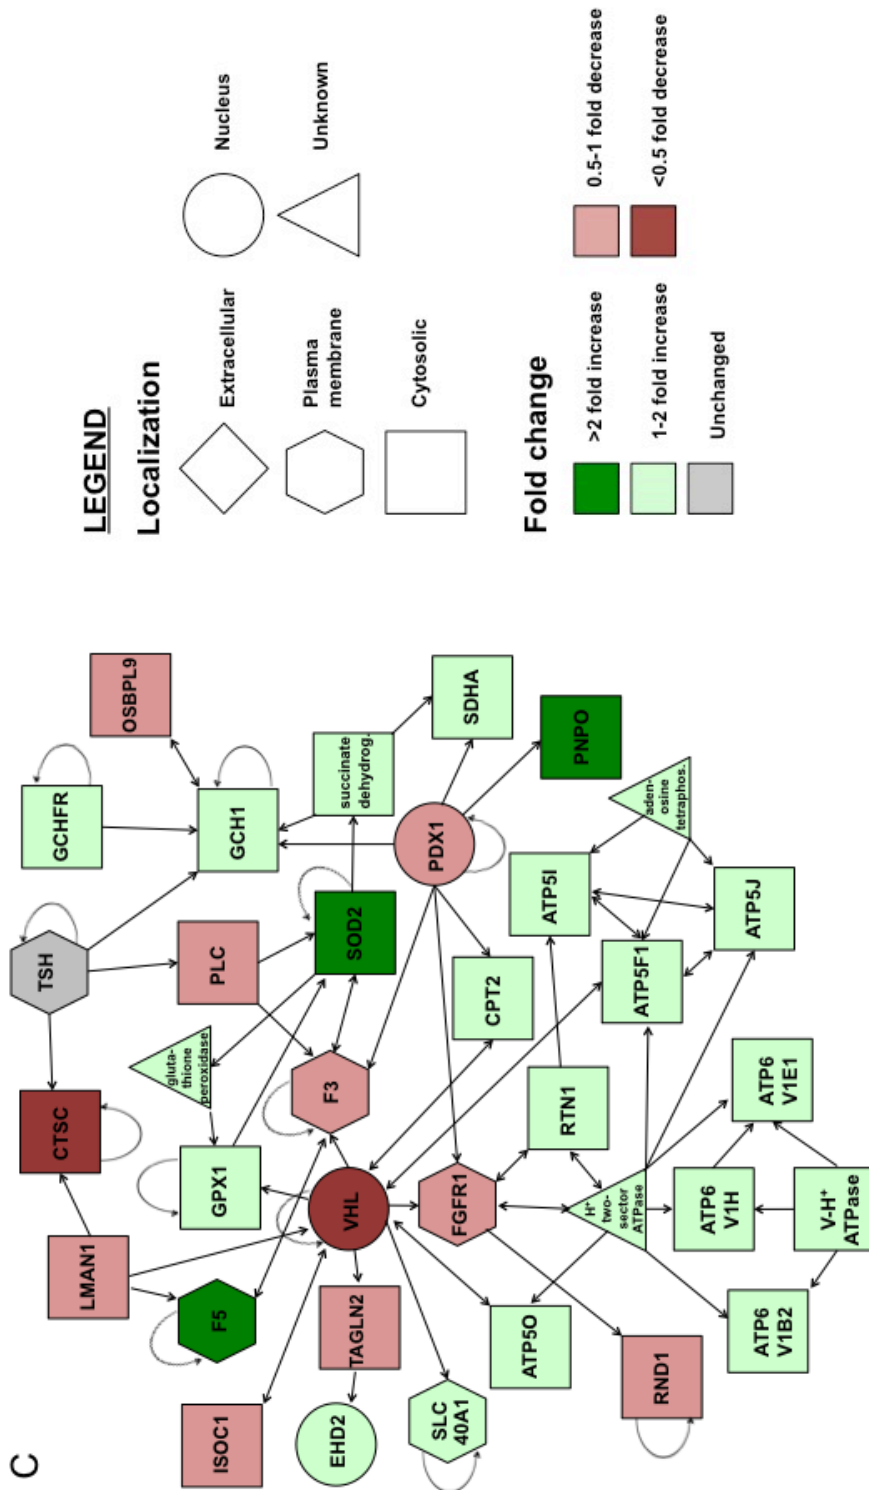 C
LMAN1
CTSC
TSH
GCHFR
OSBPL9
F5
GPX1
gluta-
thione
peroxidase
PLC
GCH1
ISOC1
VHL
F3
SOD2
succinate
dehydrog.
EHD2
TAGLN2
PDX1
SDHA
SLC
40A1
FGFR1
CPT2
PNPO
ATP5O
RTN1
ATP5I
H+
two-
sector
ATPase
ATP5F1
aden-
osine
tetraphos.
RND1
ATP6
V1H
ATP5J
ATP6
V1B2
V-H+
ATPase
ATP6
V1E1
LEGEND
Localization
Extracellular
Nucleus
Plasma
membrane
Unknown
Cytosolic
Fold change
>2 fold increase
0.5-1 fold decrease
1-2 fold increase
<0.5 fold decrease
Unchanged